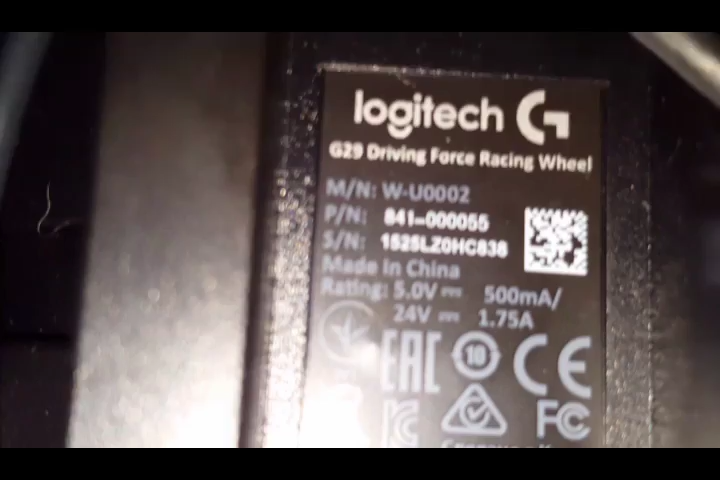 logitech G
G29 Driving Force Racing Wheel
M/N: W-U0002
P/N: 841-000055
S/N: 1525LZ0HC838
Made in China
Rating: 5.0V ⎓ 500mA/
24V ⎓ 1.75A
EAC 10 CE
FC